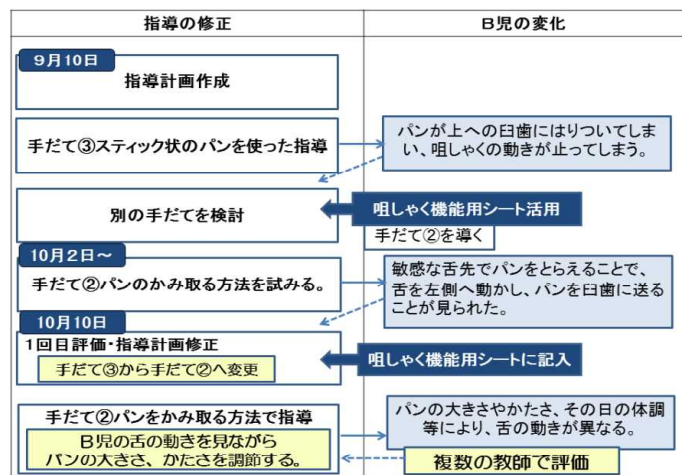 指導の修正
B児の変化
9月10日
指導計画作成
手だて③スティック状のパンを使った指導
パンが上への臼歯にはりついてしま
い、咀しゃくの動きが止ってしまう。
別の手だてを検討
咀しゃく機能用シート活用
手だて②を導く
10月2日~
手だて②パンのかみ取る方法を試みる。
敏感な舌先でパンをとらえることで、
舌を左側へ動かし、パンを臼歯に送る
ことが見られた。
10月10日
1回目評価・指導計画修正
手だて③から手だて②へ変更
咀しゃく機能用シートに記入
手だて②パンをかみ取る方法で指導
B児の舌の動きを見ながら
パンの大きさ、かたさを調節する。
パンの大きさやかたさ、その日の体調
等により、舌の動きが異なる。
複数の教師で評価